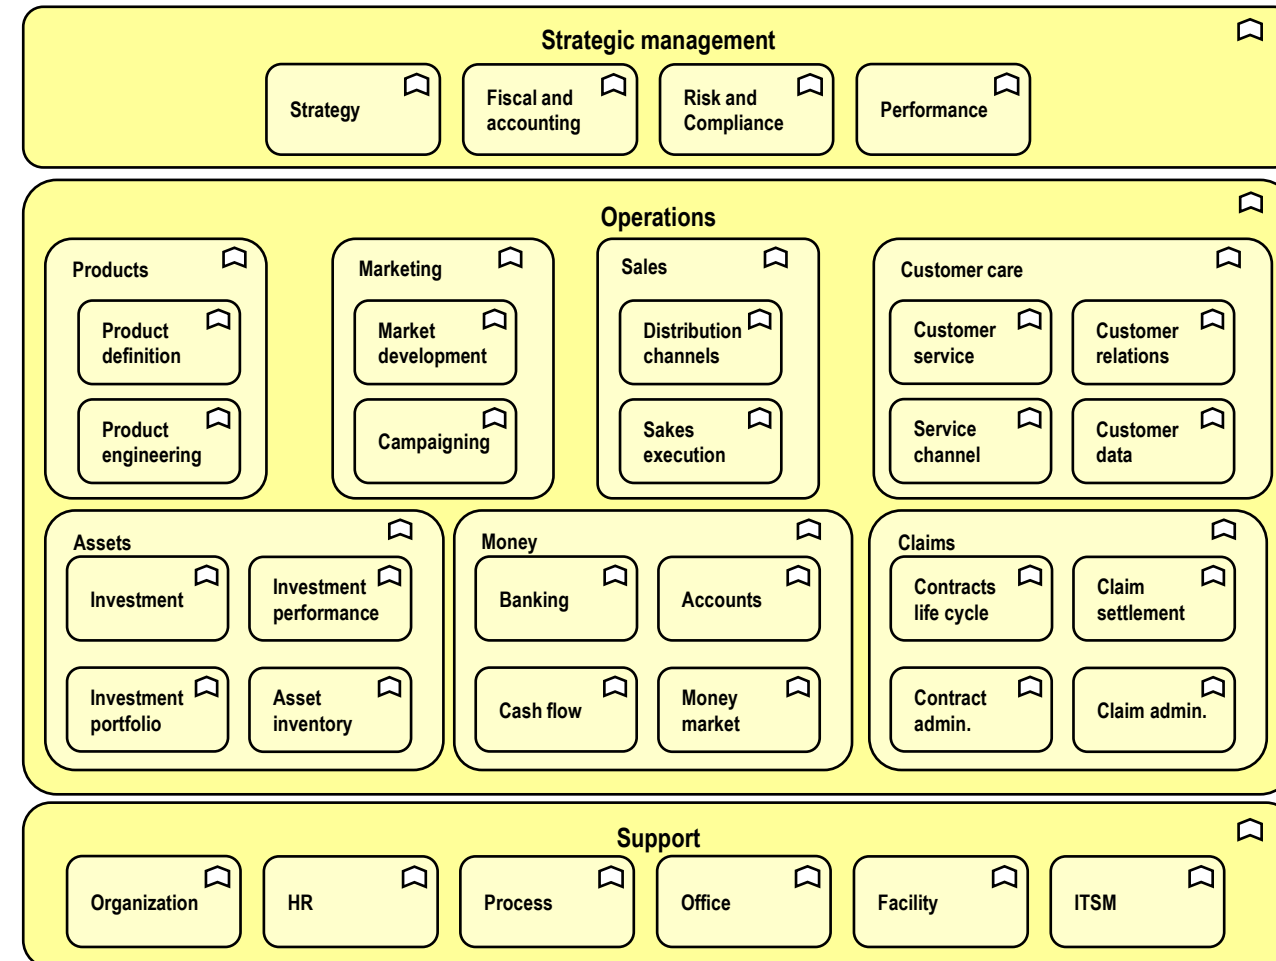 Strategic management
Strategy
Fiscal and
accounting
Risk and
Compliance
Performance
Operations
Products
Product
definition
Product
engineering
Marketing
Market
development
Campaigning
Sales
Distribution
channels
Sakes
execution
Customer care
Customer
service
Customer
relations
Service
channel
Customer
data
Assets
Investment
Investment
performance
Investment
portfolio
Asset
inventory
Money
Banking
Accounts
Cash flow
Money
market
Claims
Contracts
life cycle
Claim
settlement
Contract
admin.
Claim admin.
Support
Organization
HR
Process
Office
Facility
ITSM